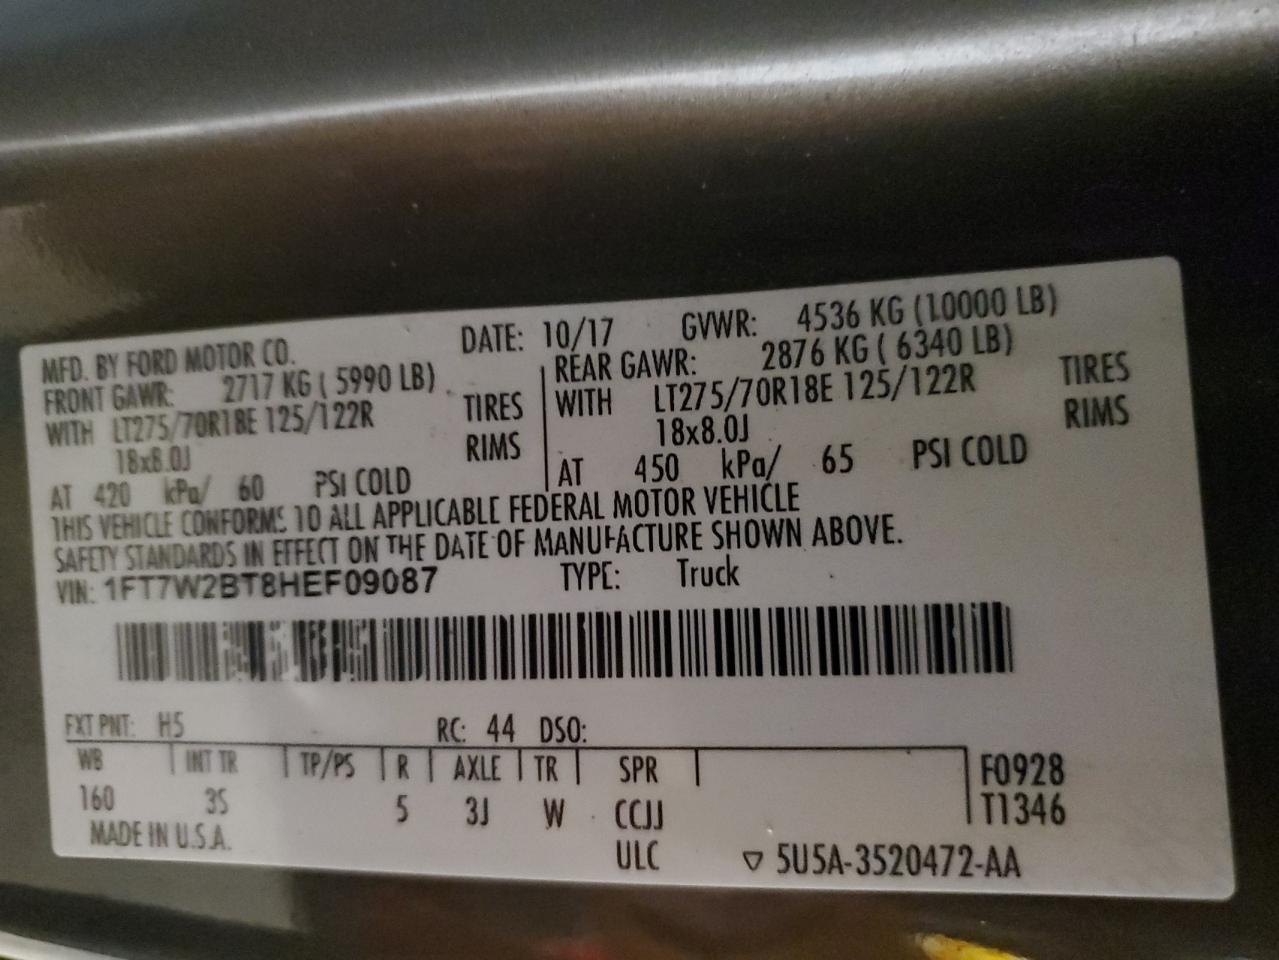 MFD. BY FORD MOTOR CO. DATE: 10/17 GVWR: 4536 KG (10000 LB)
FRONT GAWR: 2717 KG ( 5990 LB) REAR GAWR: 2876 KG ( 6340 LB)
WITH LT275/70R18E 125/122R TIRES WITH LT275/70R18E 125/122R TIRES
18x8.0J RIMS 18x8.0J RIMS
AT 420 kPa/ 60 PSI COLD AT 450 kPa/ 65 PSI COLD
THIS VEHICLE CONFORMS TO ALL APPLICABLE FEDERAL MOTOR VEHICLE
SAFETY STANDARDS IN EFFECT ON THE DATE OF MANUFACTURE SHOWN ABOVE.
VIN: 1FT7W2BT8HEF09087 TYPE: Truck
EXT PNT: H5 RC: 44 DSO:
WB INT TR TP/PS R AXLE TR SPR F0928
160 3S 5 3J W CCJJ T1346
MADE IN U.S.A. ULC ▽ 5U5A-3520472-AA